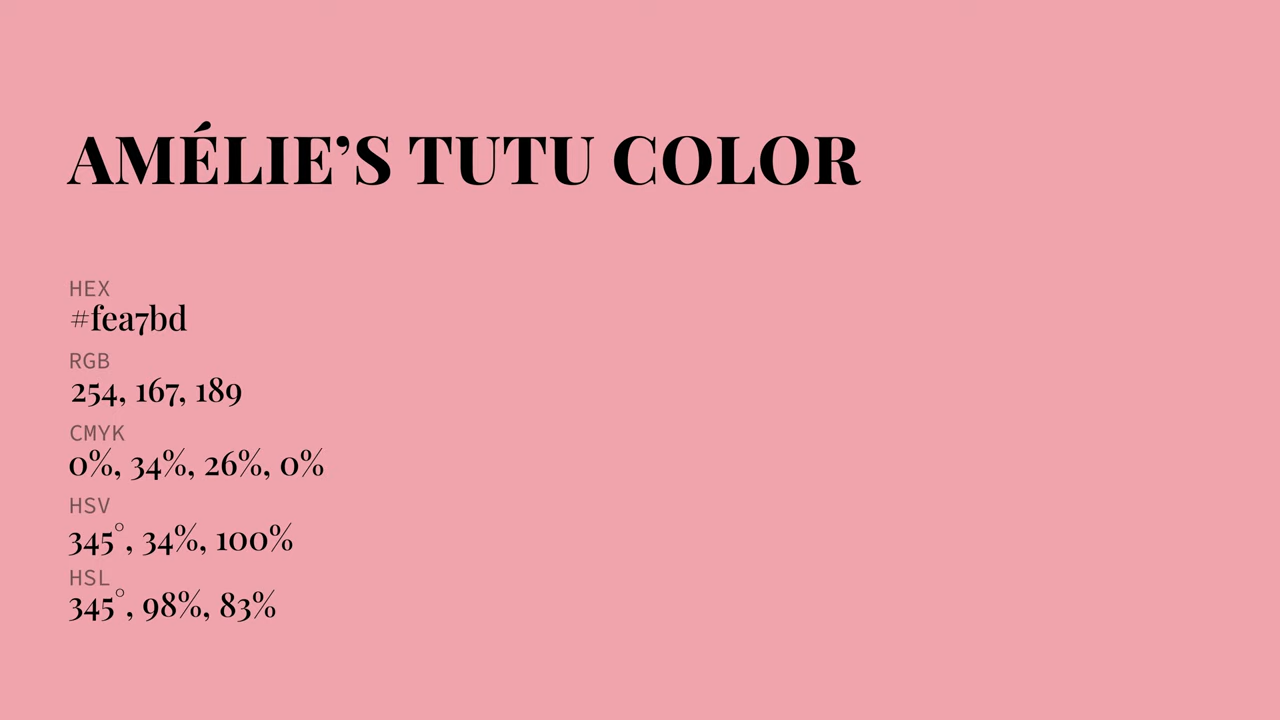 AMÉLIE’S TUTU COLOR
HEX
#fea7bd
RGB
254, 167, 189
CMYK
0%, 34%, 26%, 0%
HSV
345°, 34%, 100%
HSL
345°, 98%, 83%